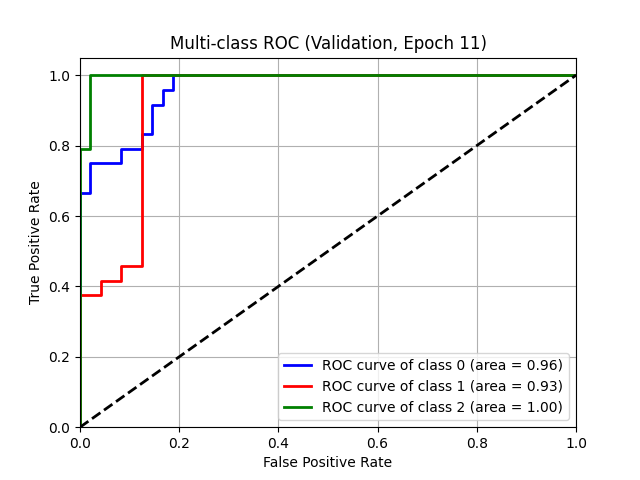 Multi-class ROC (Validation, Epoch 11)
True Positive Rate
1.0
0.8
0.6
0.4
0.2
0.0
ROC curve of class 0 (area = 0.96)
ROC curve of class 1 (area = 0.93)
ROC curve of class 2 (area = 1.00)
0.0 0.2 0.4 0.6 0.8 1.0
False Positive Rate